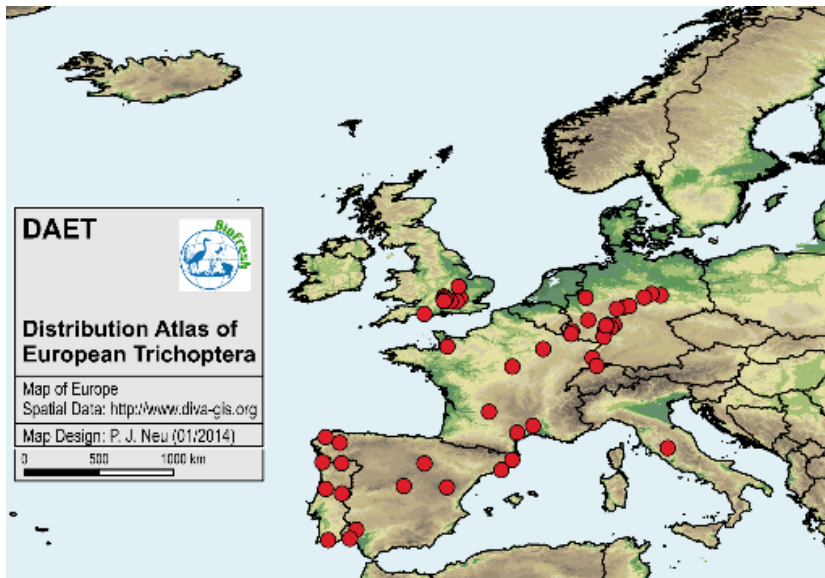 DAET
BioFresh
Distribution Atlas of
European Trichoptera
Map of Europe
Spatial Data: http://www.diva-gis.org
Map Design: P. J. Neu (01/2014)
0 500 1000 km